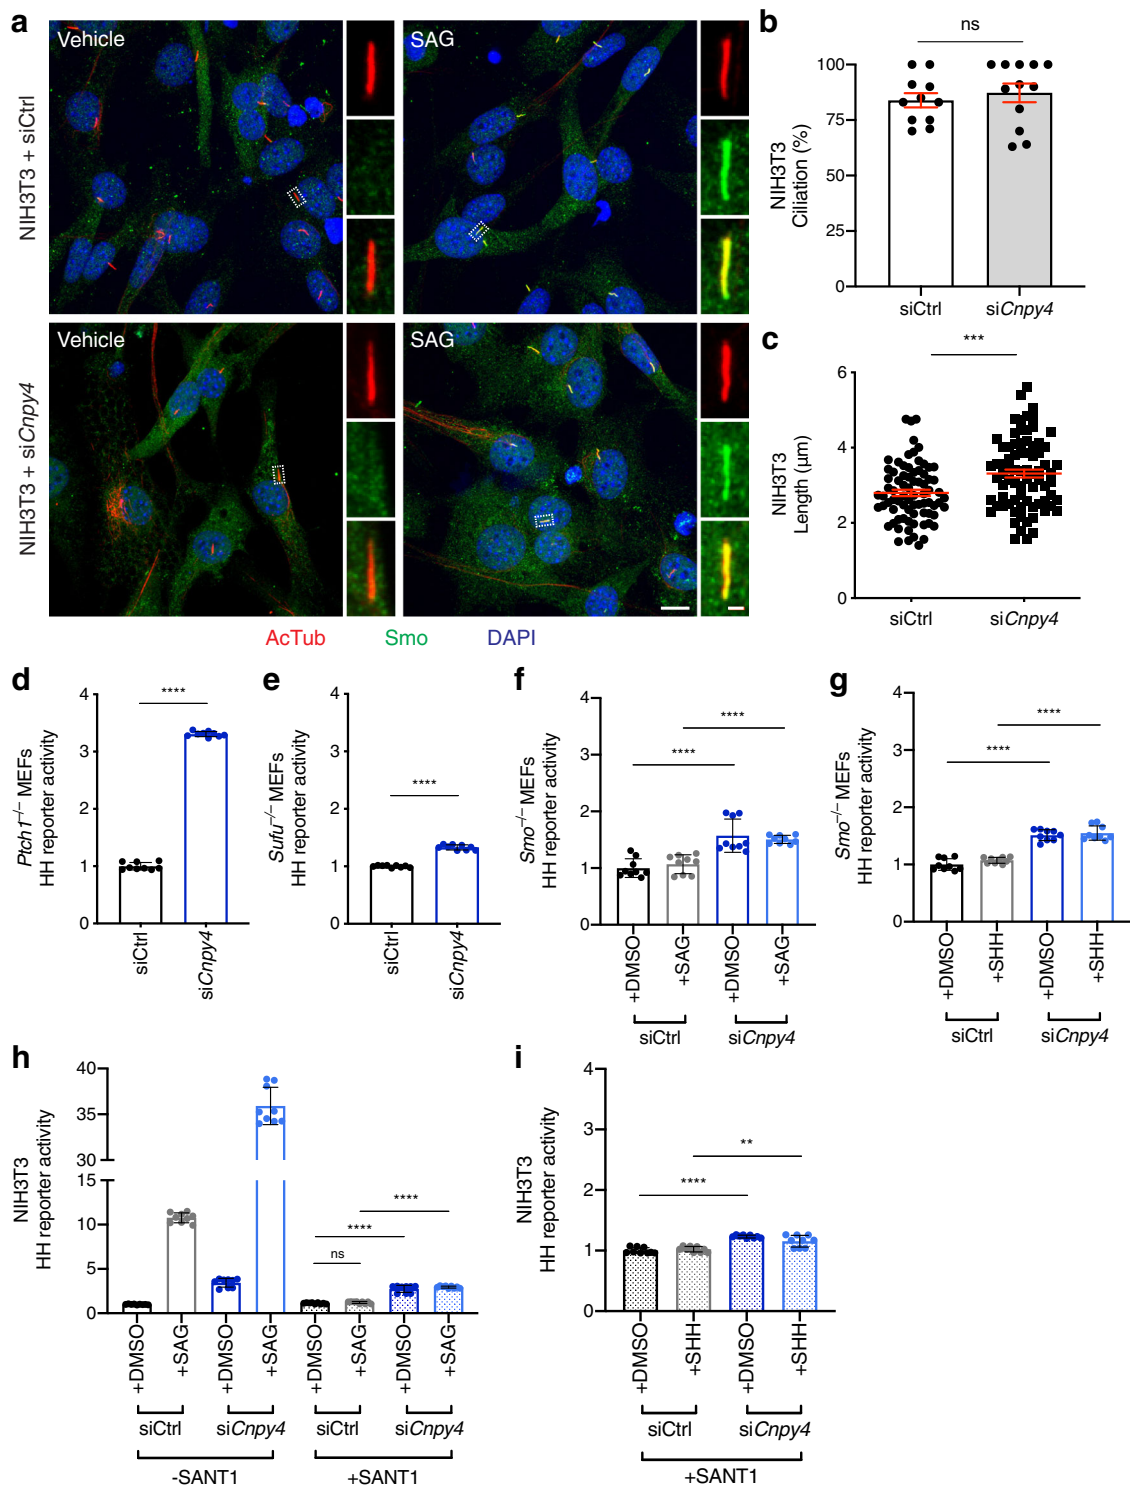 a
Vehicle
SAG
NIH3T3 + siCtrl
Vehicle
SAG
NIH3T3 + siCnpy4
AcTub Smo DAPI
b
ns
NIH3T3
Ciliation (%)
100
75
50
25
0
siCtrl siCnpy4
c
***
NIH3T3
Length (µm)
6
4
2
0
siCtrl siCnpy4
d
****
Ptch1–/– MEFs
HH reporter activity
4
3
2
1
0
siCtrl
siCnpy4
e
****
Sufu–/– MEFs
HH reporter activity
4
3
2
1
0
siCtrl
siCnpy4
f
****
****
Smo–/– MEFs
HH reporter activity
4
3
2
1
0
+DMSO
+SAG
+DMSO
+SAG
siCtrl siCnpy4
g
****
****
Smo–/– MEFs
HH reporter activity
4
3
2
1
0
+DMSO
+SHH
+DMSO
+SHH
siCtrl siCnpy4
h
NIH3T3
HH reporter activity
40
35
30
15
10
5
0
****
****
ns
+DMSO
+SAG
+DMSO
+SAG
+DMSO
+SAG
+DMSO
+SAG
siCtrl siCnpy4 siCtrl siCnpy4
-SANT1 +SANT1
i
NIH3T3
HH reporter activity
4
3
2
1
0
**
****
+DMSO
+SHH
+DMSO
+SHH
siCtrl siCnpy4
+SANT1